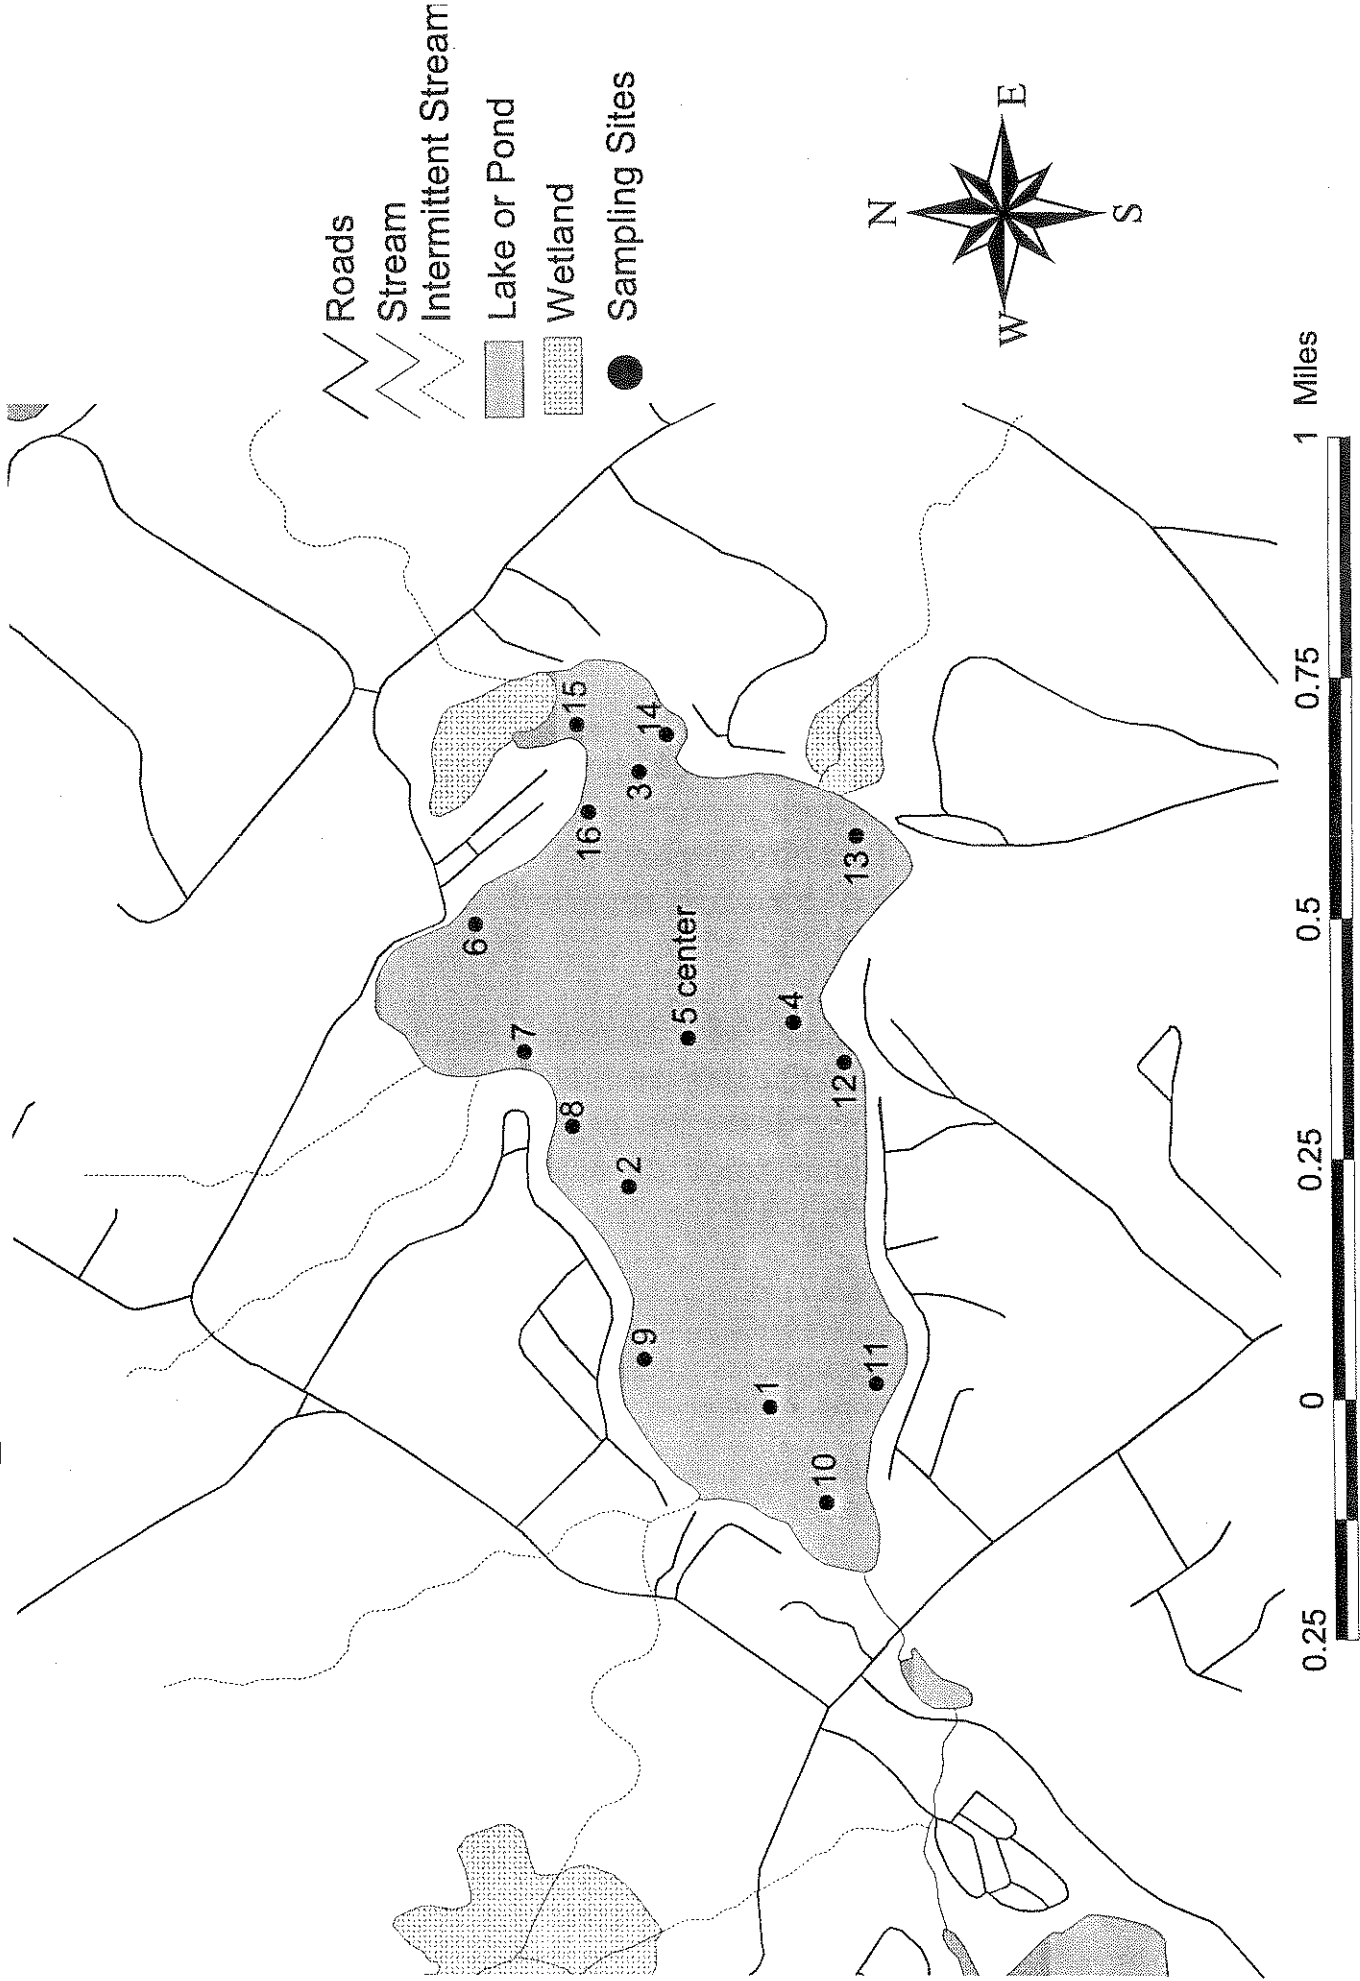 Roads
Stream
Intermittent Stream
Lake or Pond
Wetland
Sampling Sites
N
E
S
W
15
14
3
16
13
6
5 center
4
7
12
8
2
9
1
11
10
0.25
0
0.25
0.5
0.75
1 Miles